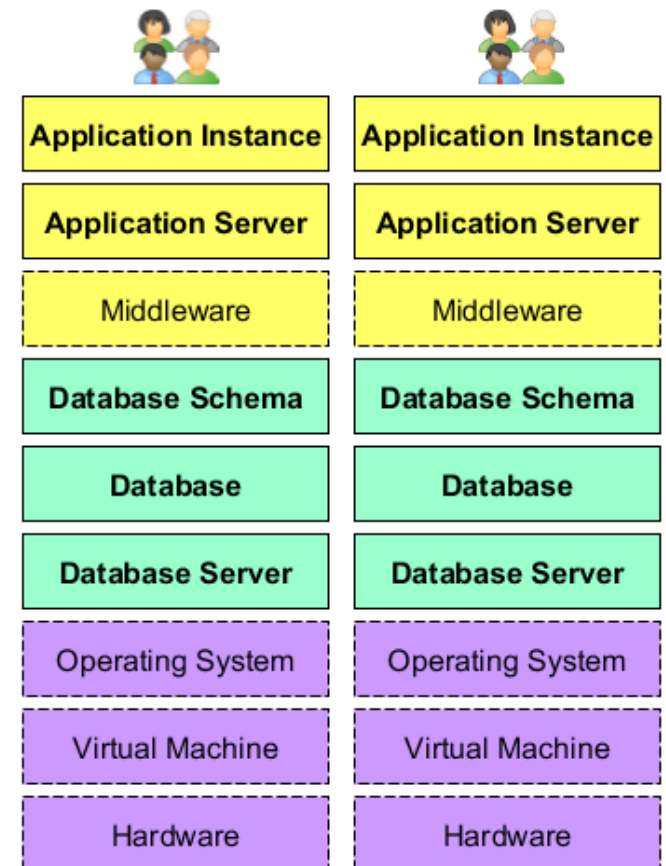 Application Instance
Application Instance
Application Server
Application Server
Middleware
Middleware
Database Schema
Database Schema
Database
Database
Database Server
Database Server
Operating System
Operating System
Virtual Machine
Virtual Machine
Hardware
Hardware